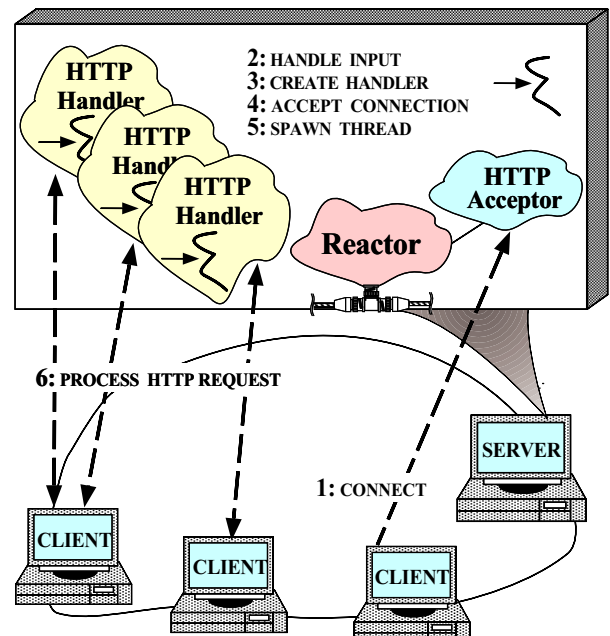 2: HANDLE INPUT
3: CREATE HANDLER
4: ACCEPT CONNECTION
5: SPAWN THREAD
HTTP
Handler
HTTP
Handler
HTTP
Handler
HTTP
Acceptor
Reactor
6: PROCESS HTTP REQUEST
1: CONNECT
SERVER
CLIENT
CLIENT
CLIENT